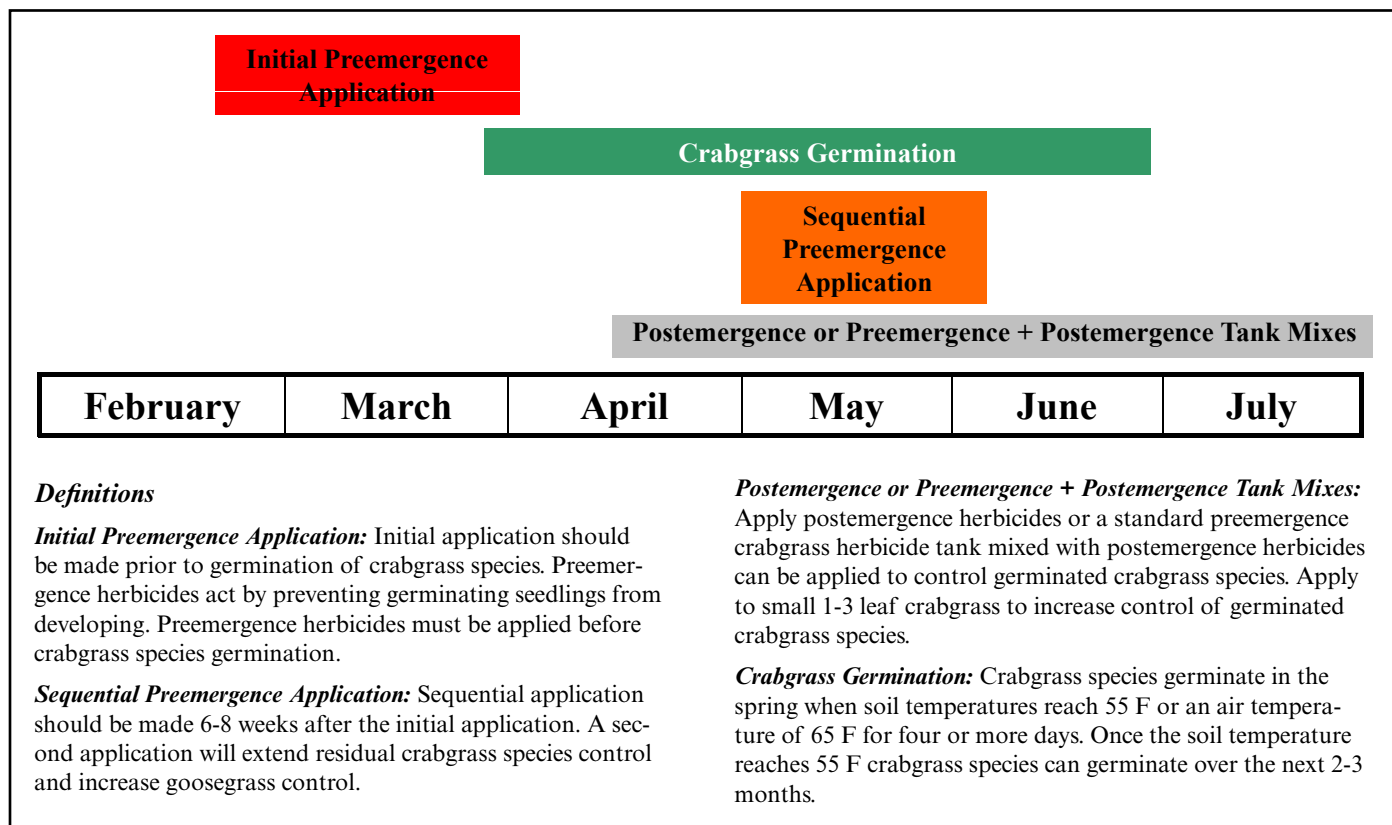 Initial Preemergence
Application
Crabgrass Germination
Sequential
Preemergence
Application
Postemergence or Preemergence + Postemergence Tank Mixes
February March April May June July
Definitions
Initial Preemergence Application: Initial application should
be made prior to germination of crabgrass species. Preemer-
gence herbicides act by preventing germinating seedlings from
developing. Preemergence herbicides must be applied before
crabgrass species germination.
Sequential Preemergence Application: Sequential application
should be made 6-8 weeks after the initial application. A sec-
ond application will extend residual crabgrass species control
and increase goosegrass control.
Postemergence or Preemergence + Postemergence Tank Mixes:
Apply postemergence herbicides or a standard preemergence
crabgrass herbicide tank mixed with postemergence herbicides
can be applied to control germinated crabgrass species. Apply
to small 1-3 leaf crabgrass to increase control of germinated
crabgrass species.
Crabgrass Germination: Crabgrass species germinate in the
spring when soil temperatures reach 55 F or an air tempera-
ture of 65 F for four or more days. Once the soil temperature
reaches 55 F crabgrass species can germinate over the next 2-3
months.